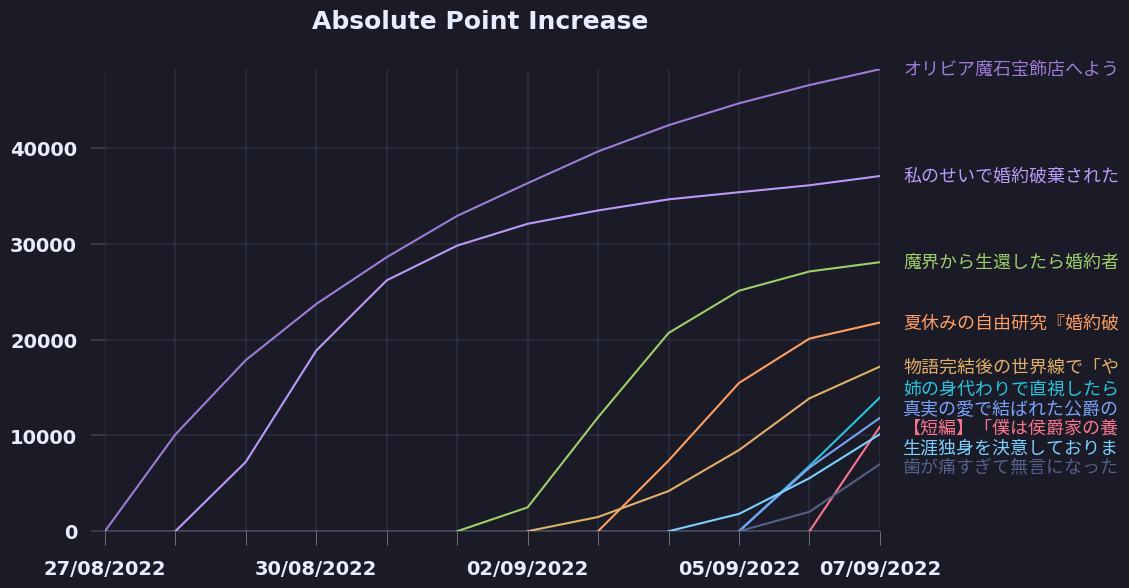 Absolute Point Increase
オリビア魔石宝飾店へよう
私のせいで婚約破棄された
魔界から生還したら婚約者
夏休みの自由研究『婚約破
物語完結後の世界線で「や
姉の身代わりで直視したら
真実の愛で結ばれた公爵の
【短編】「僕は侯爵家の養
生涯独身を決意しておりま
歯が痛すぎて無言になった
40000
30000
20000
10000
0
27/08/2022
30/08/2022
02/09/2022
05/09/2022
07/09/2022